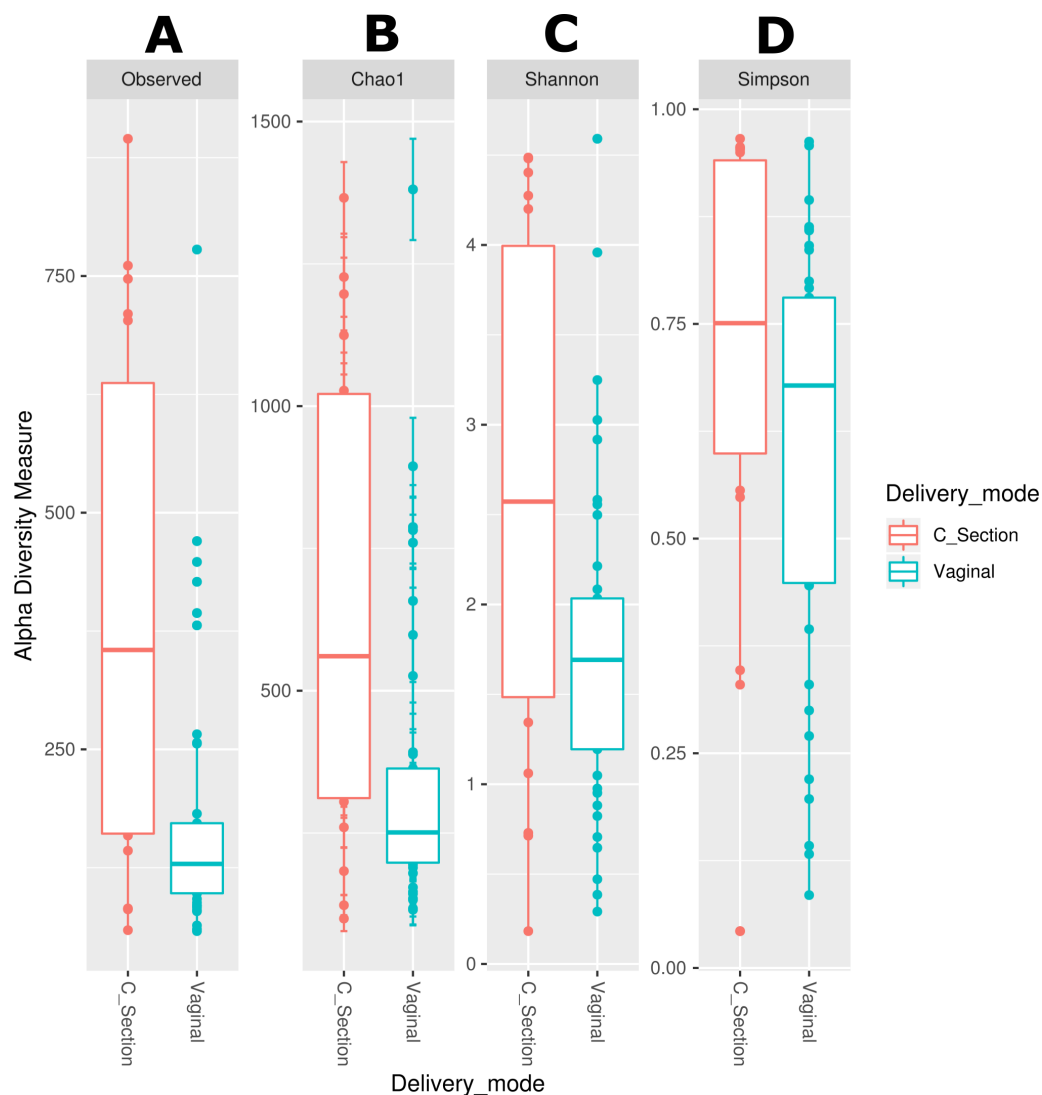 A B C D
Observed Chao1 Shannon Simpson
Alpha Diversity Measure
750
500
250
1500
1000
500
4
3
2
1
0
1.00
0.75
0.50
0.25
0.00
C_Section Vaginal C_Section Vaginal C_Section Vaginal C_Section Vaginal
Delivery_mode
Delivery_mode
C_Section
Vaginal